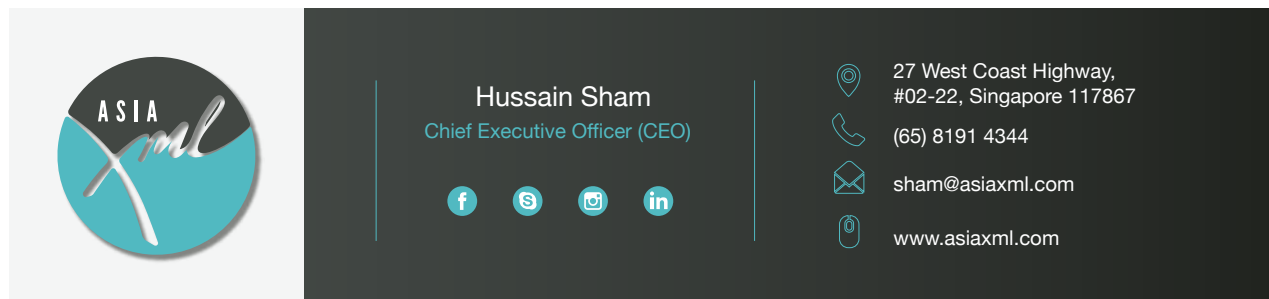 ASIA
xml
Hussain Sham
Chief Executive Officer (CEO)
27 West Coast Highway,
#02-22, Singapore 117867
(65) 8191 4344
sham@asiaxml.com
www.asiaxml.com